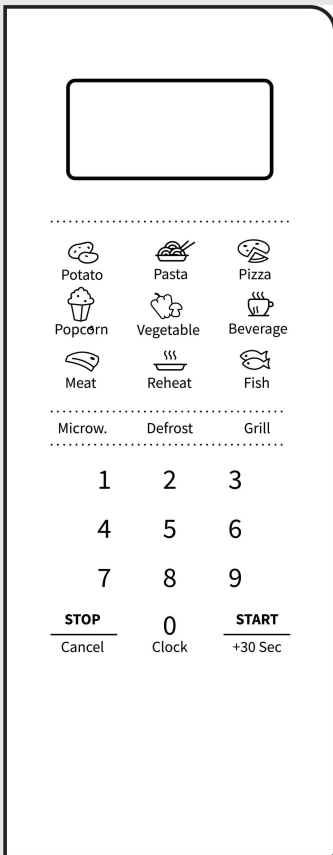 Potato Pasta Pizza
Popcorn Vegetable Beverage
Meat Reheat Fish
Microw. Defrost Grill
1 2 3
4 5 6
7 8 9
STOP 0 START
Cancel Clock +30 Sec